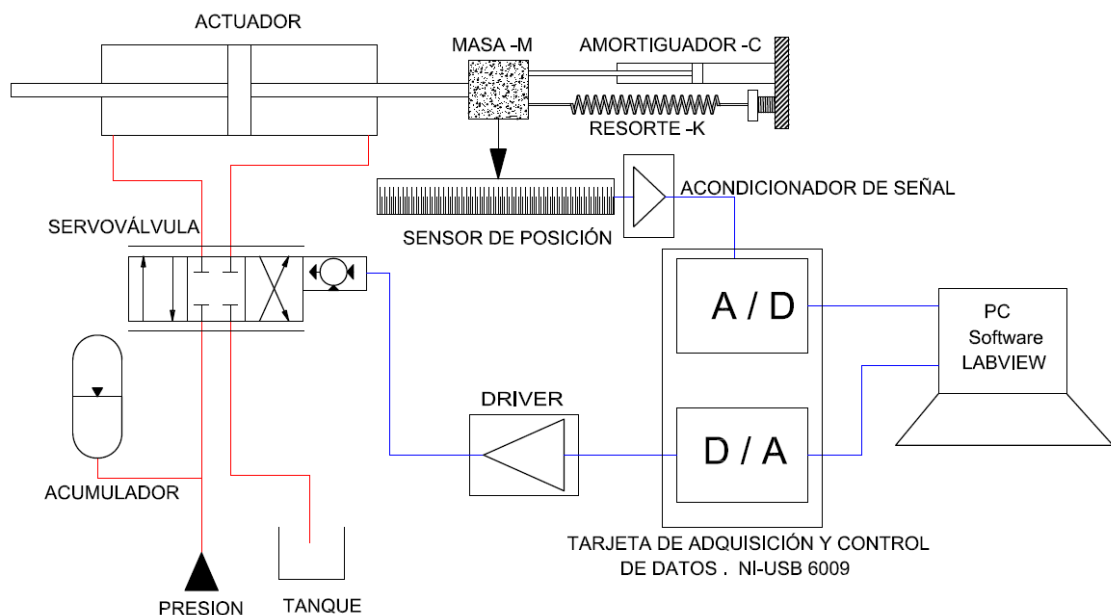 ACTUADOR
MASA -M
AMORTIGUADOR -C
RESORTE -K
ACONDICIONADOR DE SEÑAL
SENSOR DE POSICIÓN
SERVOVÁLVULA
A / D
PC
Software
LABVIEW
DRIVER
D / A
ACUMULADOR
TARJETA DE ADQUISICIÓN Y CONTROL
DE DATOS . NI-USB 6009
PRESION
TANQUE